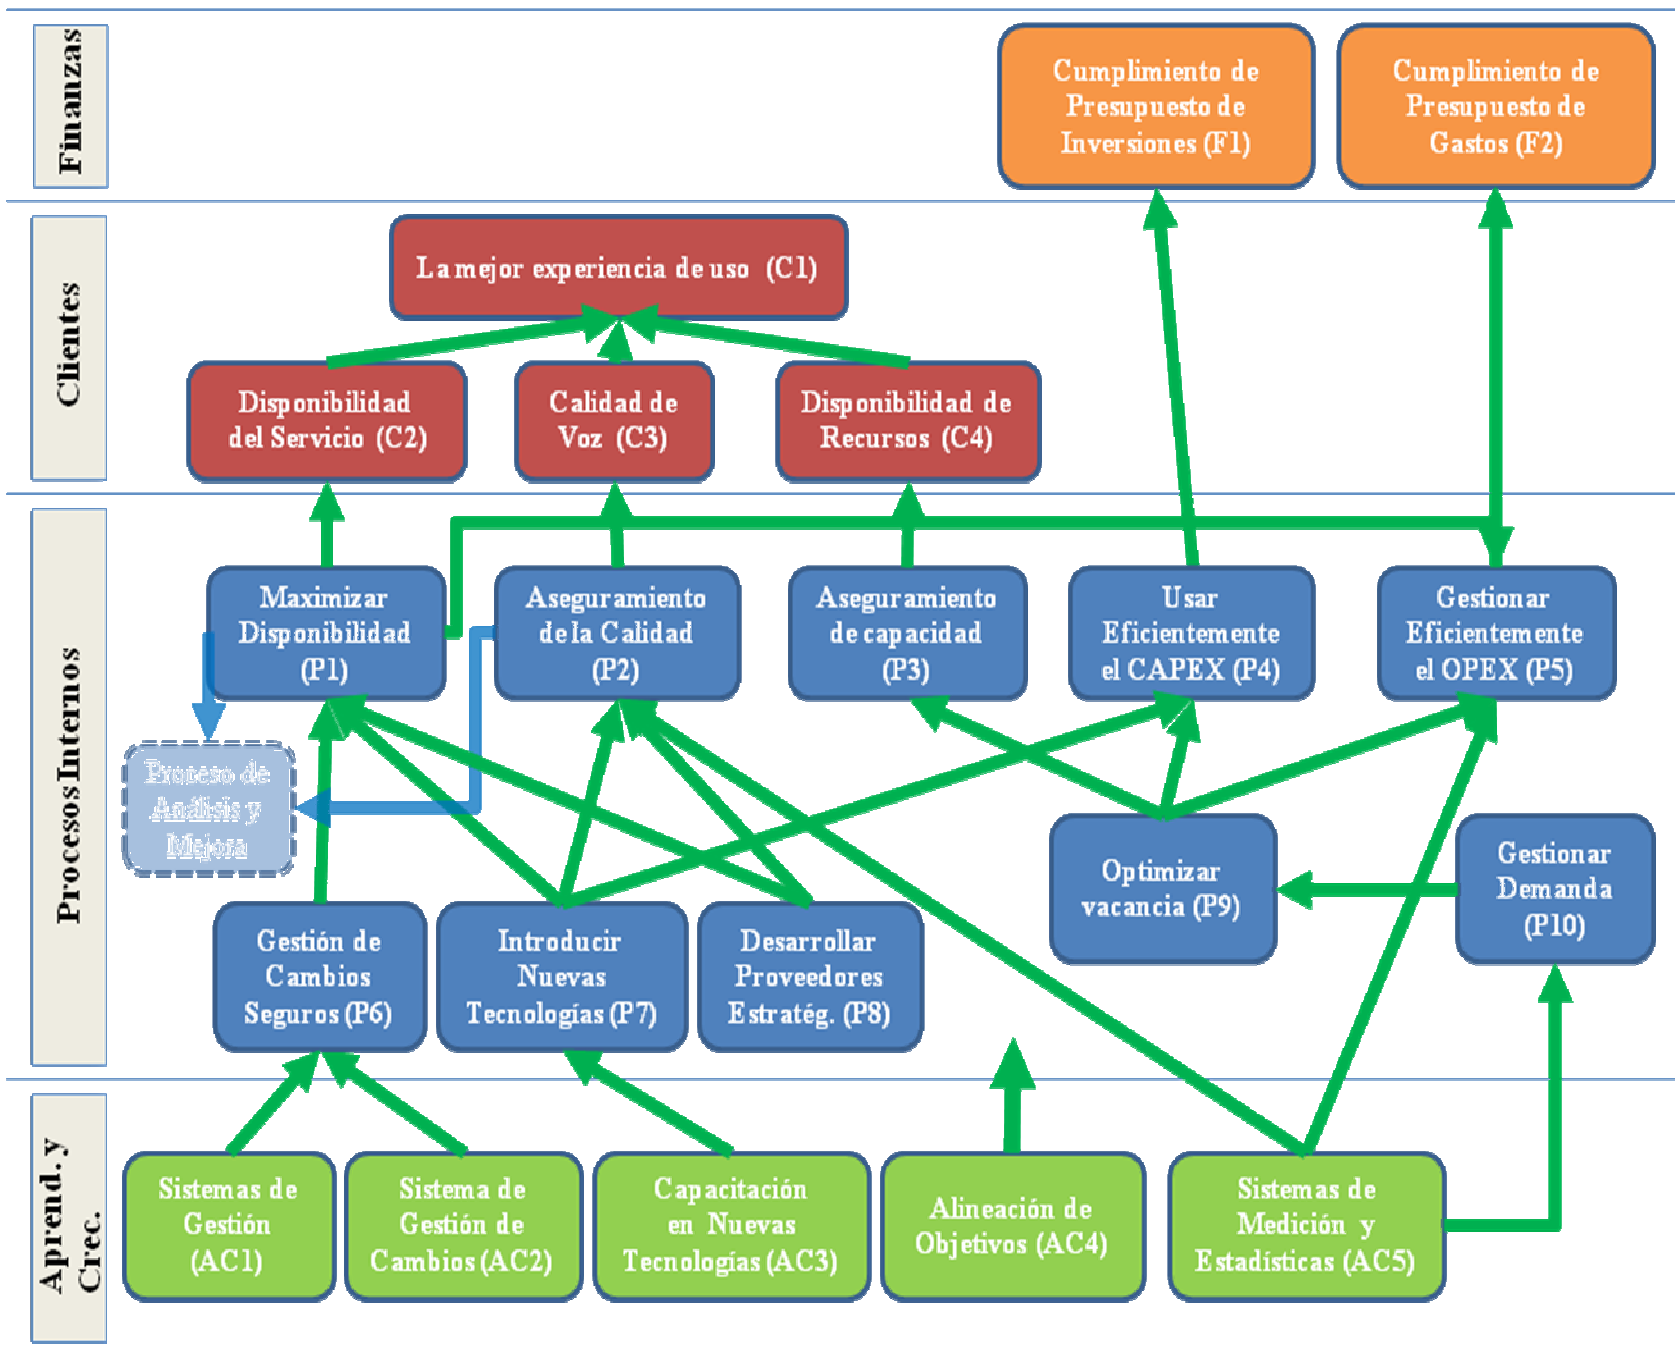 Finanzas
Cumplimiento de
Presupuesto de
Inversiones (F1)
Cumplimiento de
Presupuesto de
Gastos (F2)
Clientes
La mejor experiencia de uso (C1)
Disponibilidad
del Servicio (C2)
Calidad de
Voz (C3)
Disponibilidad de
Recursos (C4)
Procesos Internos
Maximizar
Disponibilidad
(P1)
Aseguramiento
de la Calidad
(P2)
Aseguramiento
de capacidad
(P3)
Usar
Eficientemente
el CAPEX (P4)
Gestionar
Eficientemente
el OPEX (P5)
Proceso de
Análisis y
Mejora
Optimizar
vacancia (P9)
Gestionar
Demanda
(P10)
Gestión de
Cambios
Seguros (P6)
Introducir
Nuevas
Tecnologías (P7)
Desarrollar
Proveedores
Estratég. (P8)
Aprend. y
Crec.
Sistemas de
Gestión
(AC1)
Sistema de
Gestión de
Cambios (AC2)
Capacitación
en Nuevas
Tecnologías (AC3)
Alineación de
Objetivos (AC4)
Sistemas de
Medición y
Estadísticas (AC5)